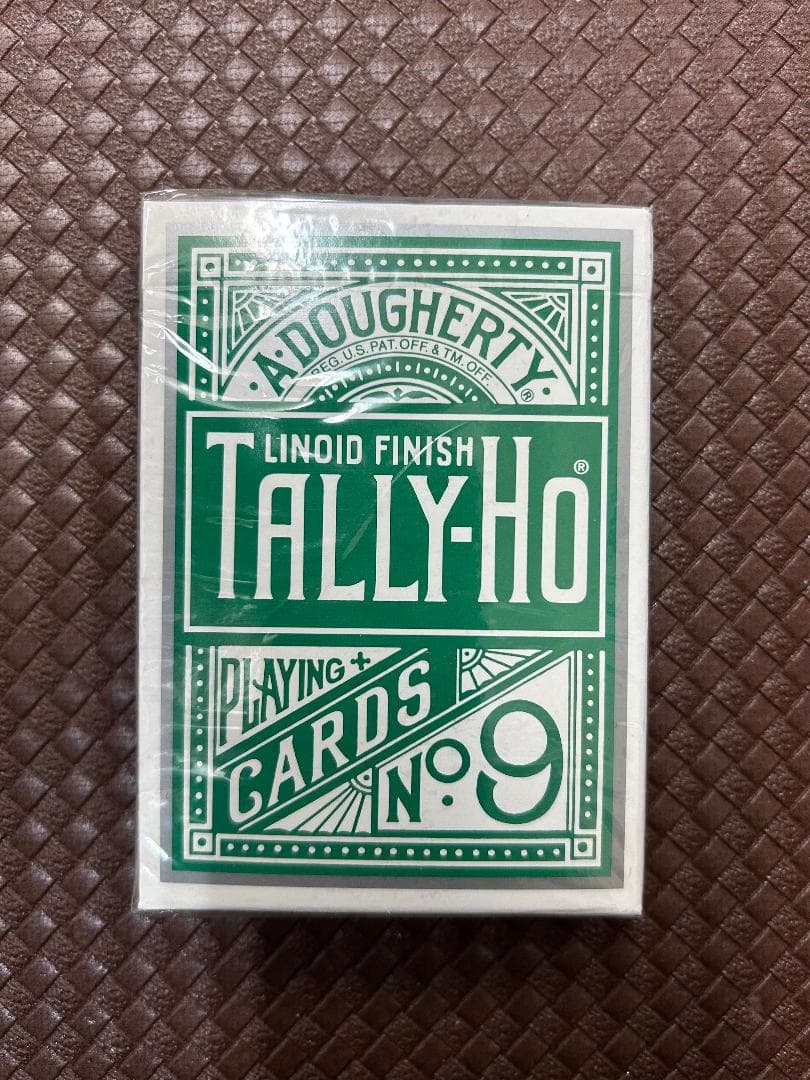 A. DOUGHERTY.
®
REG. U.S. PAT. OFF. & TM. OFF.
LINOID FINISH
TALLY-HO®
PLAYING +
CARDS
No. 9